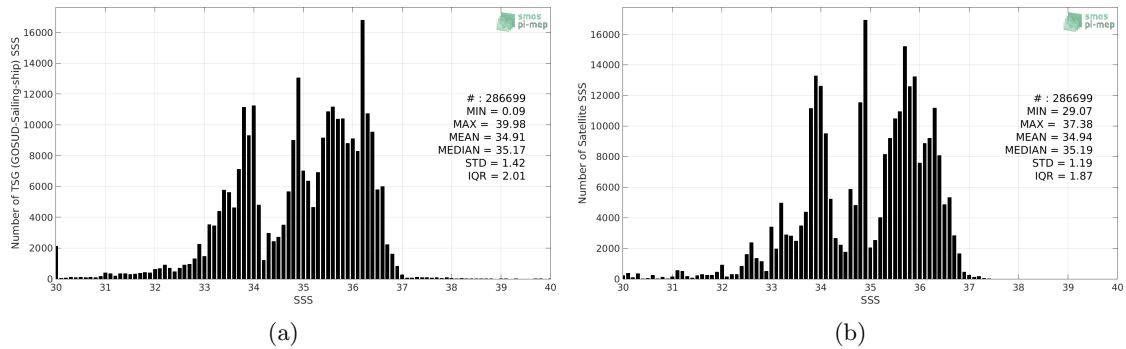 smos
pi-mep
16000
14000
12000
10000
8000
6000
4000
2000
0
Number of TSG (GOSUD-Sailing-ship) SSS
# : 286699
MIN = 0.09
MAX = 39.98
MEAN = 34.91
MEDIAN = 35.17
STD = 1.42
IQR = 2.01
30 31 32 33 34 35 36 37 38 39 40
SSS
(a)
smos
pi-mep
16000
14000
12000
10000
8000
6000
4000
2000
0
Number of Satellite SSS
# : 286699
MIN = 29.07
MAX = 37.38
MEAN = 34.94
MEDIAN = 35.19
STD = 1.19
IQR = 1.87
30 31 32 33 34 35 36 37 38 39 40
SSS
(b)